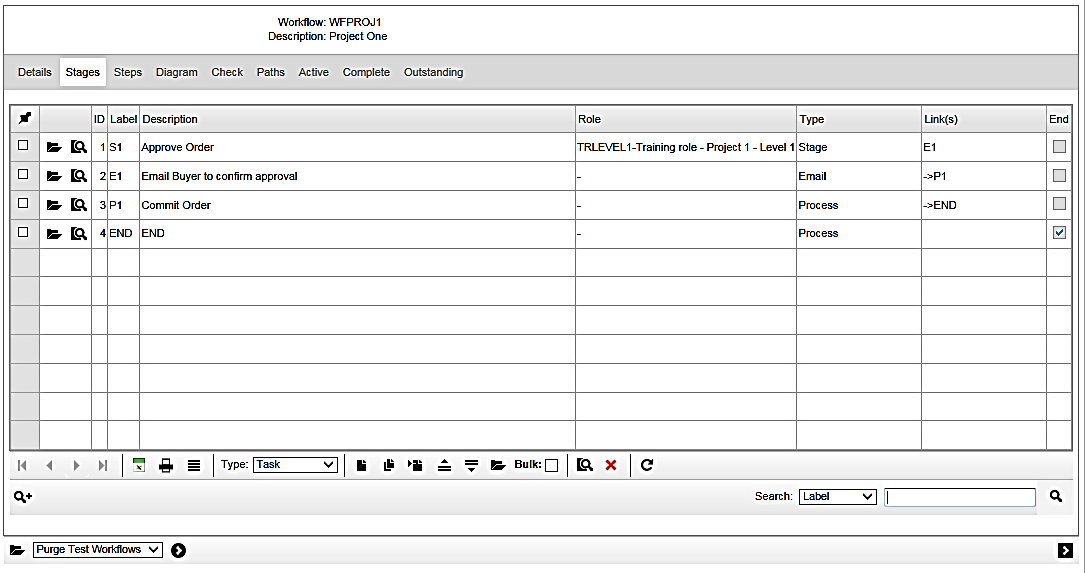 Workflow: WFPROJ1
Description: Project One
Details Stages Steps Diagram Check Paths Active Complete Outstanding
ID Label Description Role Type Link(s) End
1 S1 Approve Order TRLEVEL1-Training role - Project 1 - Level 1 Stage E1
2 E1 Email Buyer to confirm approval - Email ->P1
3 P1 Commit Order - Process ->END
4 END END - Process
Type: Task Bulk:
Search: Label
Purge Test Workflows